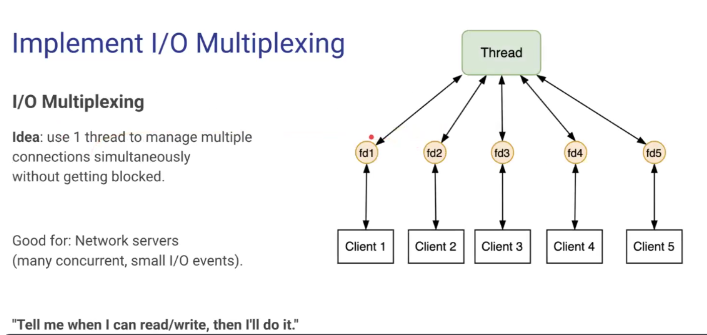 Implement I/O Multiplexing
Thread
I/O Multiplexing
Idea: use 1 thread to manage multiple
connections simultaneously
without getting blocked.
fd1 fd2 fd3 fd4 fd5
Good for: Network servers
(many concurrent, small I/O events).
Client 1 Client 2 Client 3 Client 4 Client 5
"Tell me when I can read/write, then I'll do it."